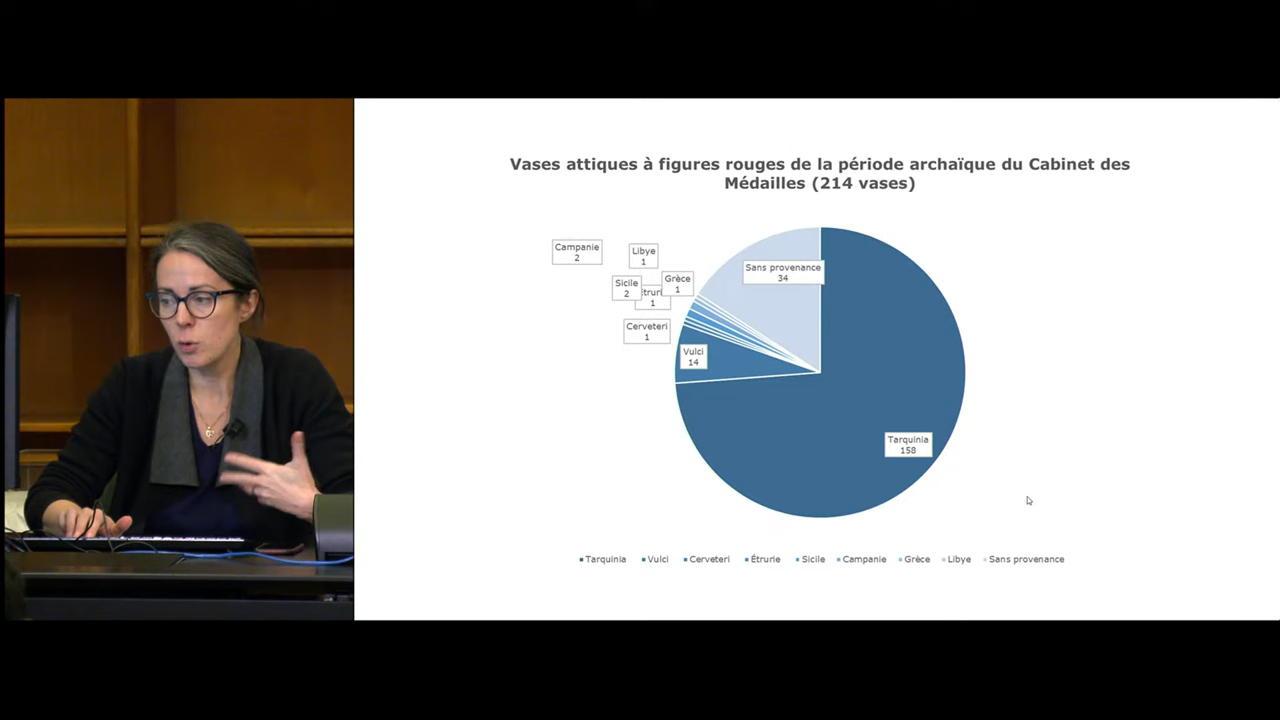 Vases attiques à figures rouges de la période archaïque du Cabinet des
Médailles (214 vases)
Campanie
2
Libye
1
Sans provenance
34
Sicile
2
Grèce
1
1
Cerveteri
1
Vulci
14
Tarquinia
158
Tarquinia Vulci Cerveteri Étrurie Sicile Campanie Grèce Libye Sans provenance